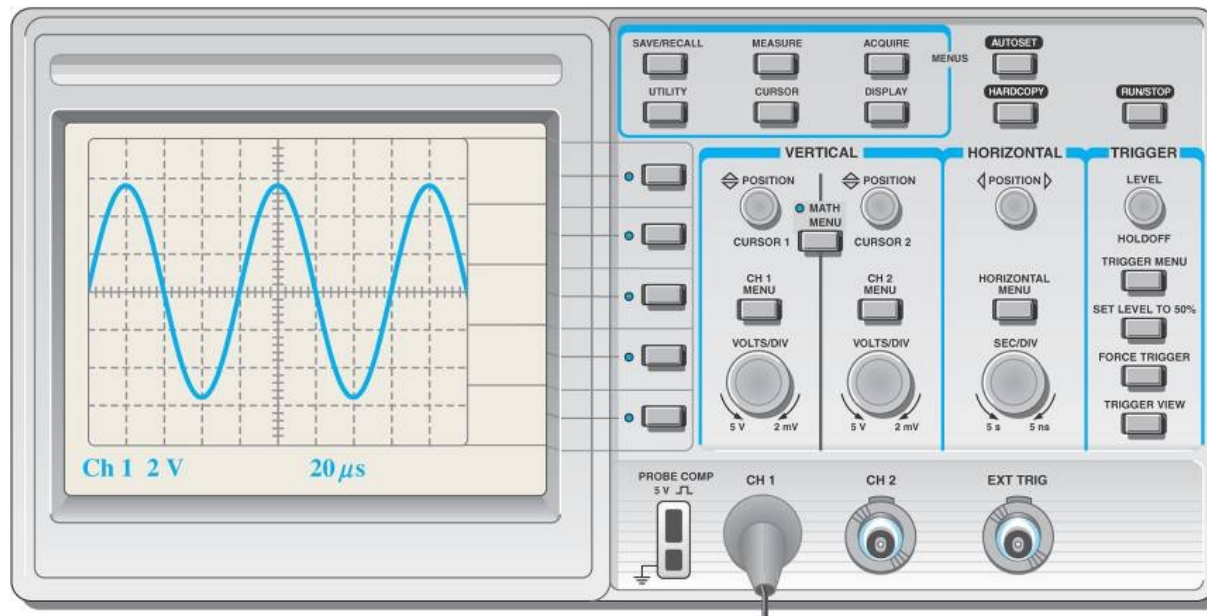 SAVE/RECALL MEASURE ACQUIRE AUTOSET
MENUS
UTILITY CURSOR DISPLAY HARDCOPY RUN/STOP
VERTICAL HORIZONTAL TRIGGER
POSITION POSITION POSITION LEVEL
MATH
MENU
CURSOR 1 CURSOR 2 HOLDOFF
TRIGGER MENU
CH 1 CH 2 HORIZONTAL
MENU MENU MENU
SET LEVEL TO 50%
VOLTS/DIV VOLTS/DIV SEC/DIV FORCE TRIGGER
TRIGGER VIEW
5 V 2 mV 5 V 2 mV 5 s 5 ns
Ch 1 2 V 20 μs
PROBE COMP CH 1 CH 2 EXT TRIG
5 V